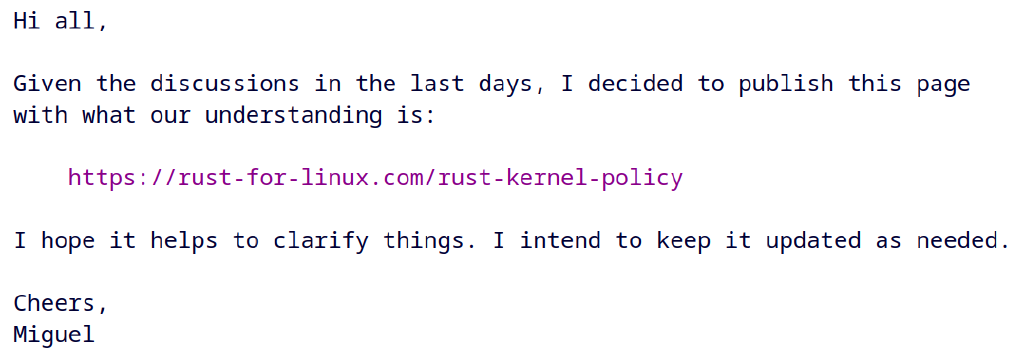 Hi all,
Given the discussions in the last days, I decided to publish this page
with what our understanding is:
https://rust-for-linux.com/rust-kernel-policy
I hope it helps to clarify things. I intend to keep it updated as needed.
Cheers,
Miguel